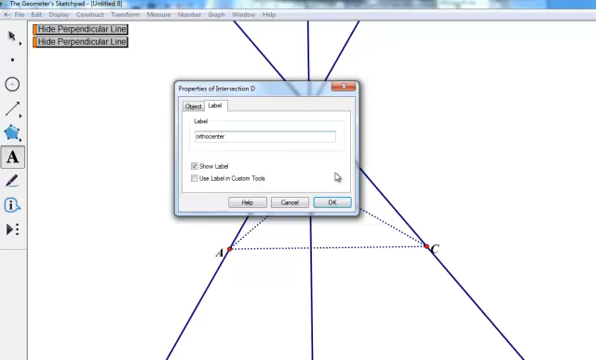 The Geometer's Sketchpad - [Untitled 8]
File Edit Display Construct Transform Measure Number Graph Window Help
Hide Perpendicular Line
Hide Perpendicular Line
Properties of Intersection D
Object Label
Label
orthocenter
Show Label
Use Label in Custom Tools
Help Cancel OK
A
C